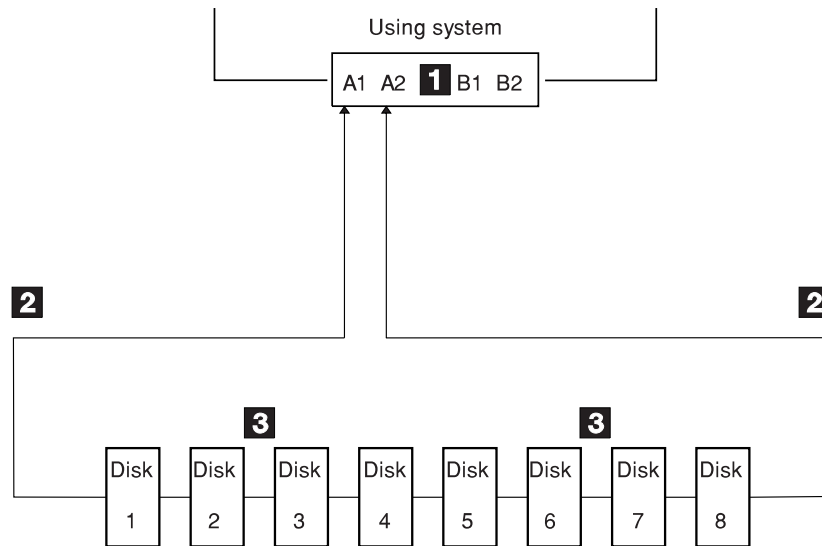 Using system
A1 A2 1 B1 B2
2 2
3 3
Disk Disk Disk Disk Disk Disk Disk Disk
1 2 3 4 5 6 7 8